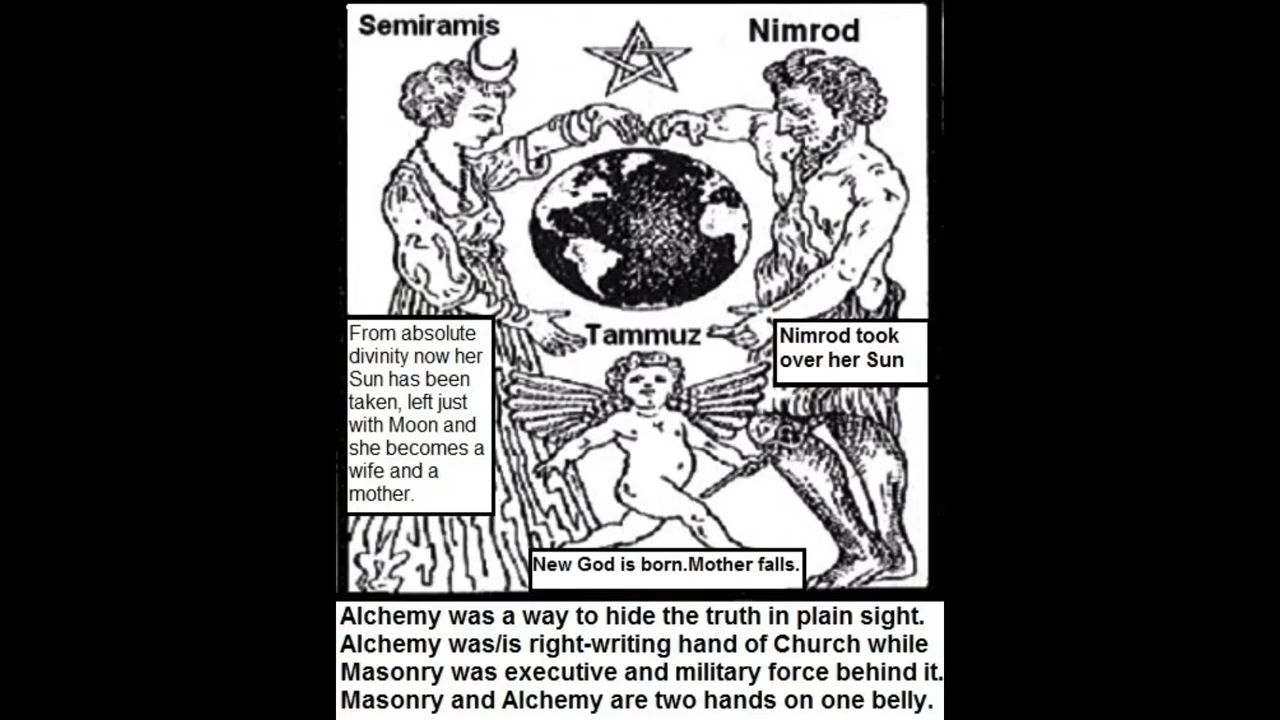 Semiramis
Nimrod
From absolute
divinity now her
Sun has been
taken, left just
with Moon and
she becomes a
wife and a
mother.
Tammuz
Nimrod took
over her Sun
New God is born.Mother falls.
Alchemy was a way to hide the truth in plain sight.
Alchemy was/is right-writing hand of Church while
Masonry was executive and military force behind it.
Masonry and Alchemy are two hands on one belly.